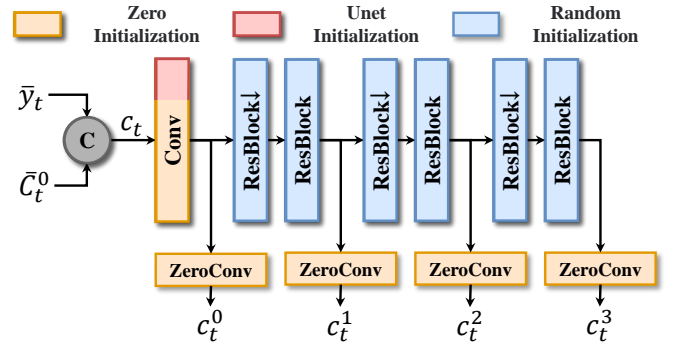 Zero Initialization
Unet Initialization
Random Initialization
ȳₜ
C
cₜ
C̄ₜ⁰
Conv
ResBlock↓
ResBlock
ResBlock↓
ResBlock
ResBlock↓
ResBlock
ZeroConv
ZeroConv
ZeroConv
ZeroConv
cₜ⁰
cₜ¹
cₜ²
cₜ³